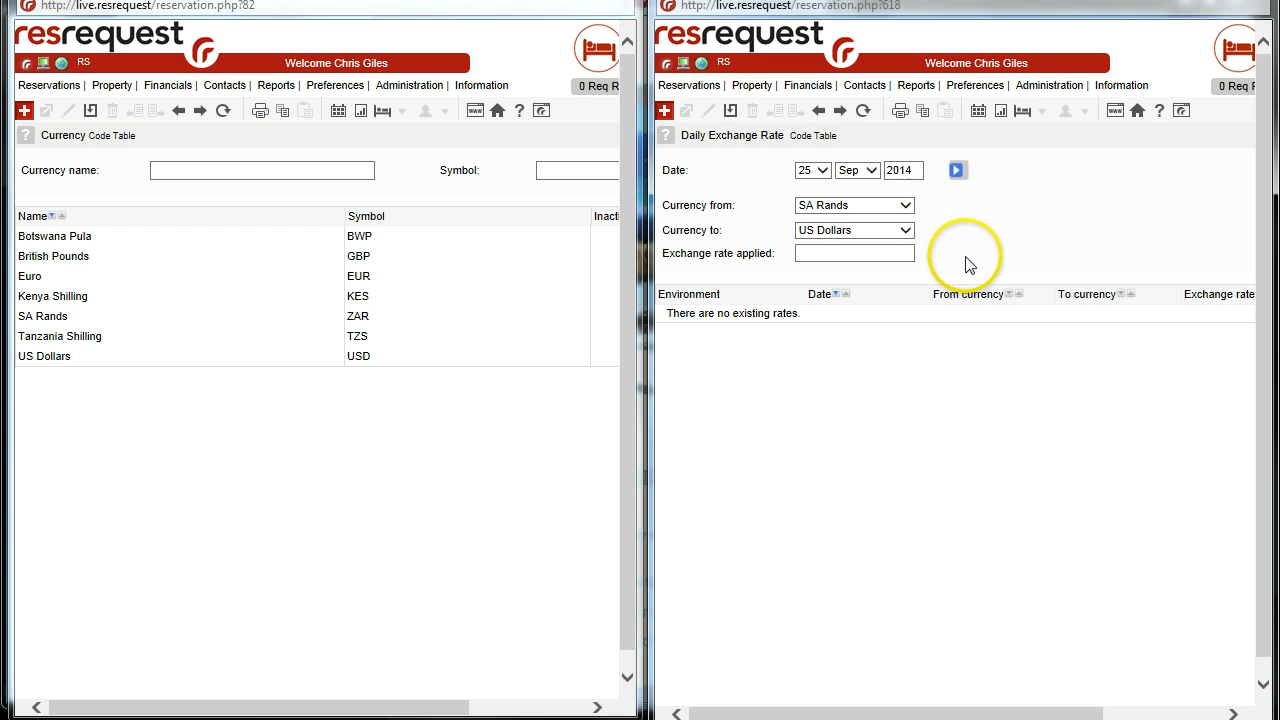 http://live.resrequest/reservation.php?82
resrequest
RS
Welcome Chris Giles
Reservations | Property | Financials | Contacts | Reports | Preferences | Administration | Information
0 Req R
Currency Code Table
Currency name:
Symbol:
Name Symbol Inacti
Botswana Pula BWP
British Pounds GBP
Euro EUR
Kenya Shilling KES
SA Rands ZAR
Tanzania Shilling TZS
US Dollars USD
http://live.resrequest/reservation.php?618
resrequest
RS
Welcome Chris Giles
Reservations | Property | Financials | Contacts | Reports | Preferences | Administration | Information
0 Req F
WWW
Daily Exchange Rate Code Table
Date: 25 Sep 2014
Currency from: SA Rands
Currency to: US Dollars
Exchange rate applied:
Environment Date From currency To currency Exchange rate
There are no existing rates.